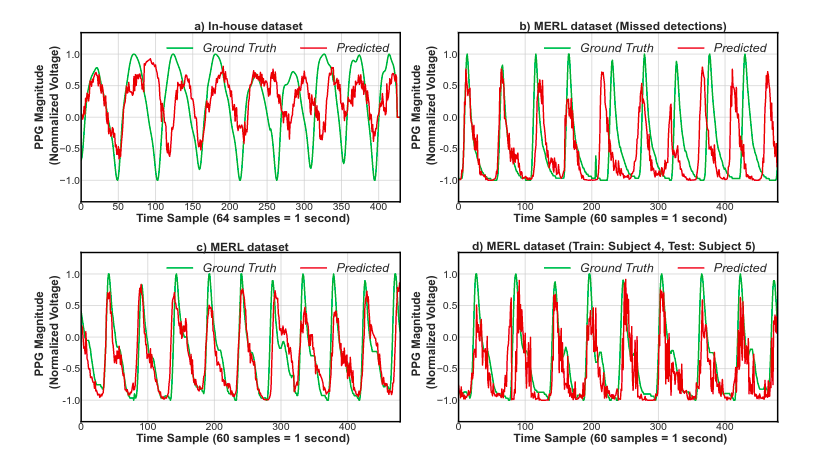 a) In-house dataset
Ground Truth
Predicted
1.0
0.5
0.0
−0.5
−1.0
PPG Magnitude
(Nommalized Voltage)
0
50
100
150
200
250
300
350
400
Time Sample (64 samples = 1 second)
b) MERL dataset (Missed detections)
Ground Truth
Predicted
1.0
0.5
0.0
−0.5
−1.0
PPG Magnitude
(Nommalized Voltage)
0
100
200
300
400
Time Sample (60 samples = 1 second)
c) MERL dataset
Ground Truth
Predicted
1.0
0.5
0.0
−0.5
−1.0
PPG Magnitude
(Normalized Voltage)
0
100
200
300
400
Time Sample (60 samples = 1 second)
d) MERL dataset (Train: Subject 4, Test: Subject 5)
Ground Truth
Predicted
1.0
0.5
0.0
−0.5
−1.0
PPG Magnitude
(Normalized Voltage)
0
100
200
300
400
Time Sample (60 samples = 1 second)